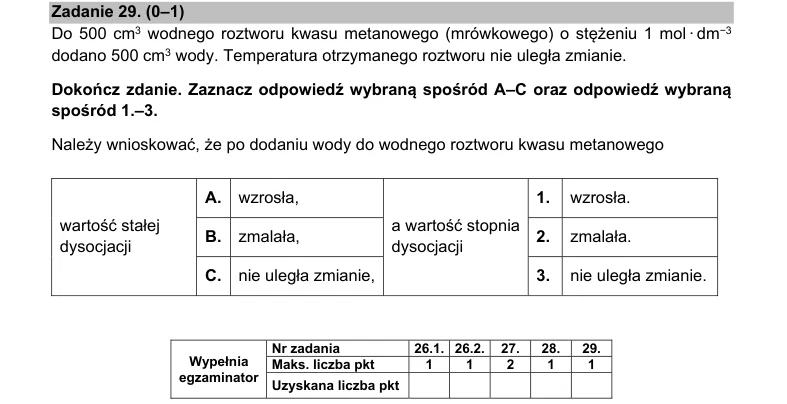 Zadanie 29. (0–1)
Do 500 cm³ wodnego roztworu kwasu metanowego (mrówkowego) o stężeniu 1 mol · dm⁻³
dodano 500 cm³ wody. Temperatura otrzymanego roztworu nie uległa zmianie.
Dokończ zdanie. Zaznacz odpowiedź wybraną spośród A–C oraz odpowiedź wybraną
spośród 1.–3.
Należy wnioskować, że po dodaniu wody do wodnego roztworu kwasu metanowego
wartość stałej
dysocjacji
A. wzrosła,
B. zmalała,
C. nie uległa zmianie,
a wartość stopnia
dysocjacji
1. wzrosła.
2. zmalała.
3. nie uległa zmianie.
Wypełnia
egzaminator
Nr zadania 26.1. 26.2. 27. 28. 29.
Maks. liczba pkt 1 1 2 1 1
Uzyskana liczba pkt